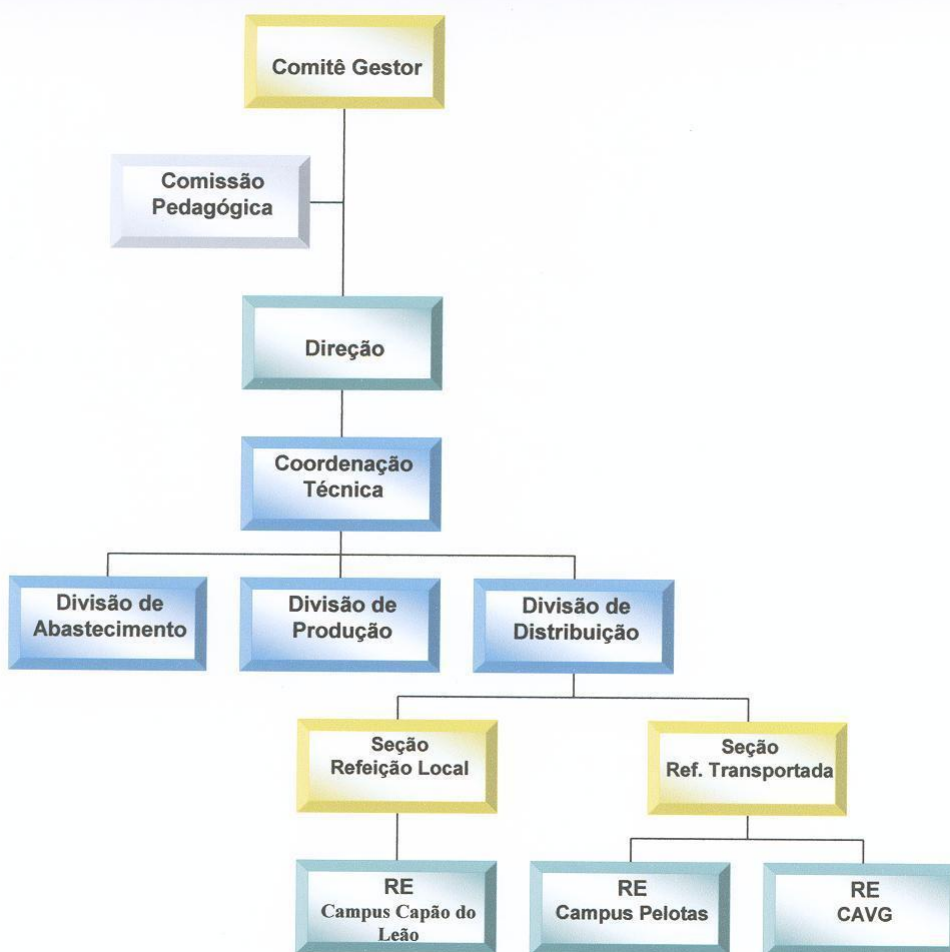 Comitê Gestor
Comissão
Pedagógica
Direção
Coordenação
Técnica
Divisão de
Abastecimento
Divisão de
Produção
Divisão de
Distribuição
Seção
Refeição Local
Seção
Ref. Transportada
RE
Campus Capão do
Leão
RE
Campus Pelotas
RE
CAVG